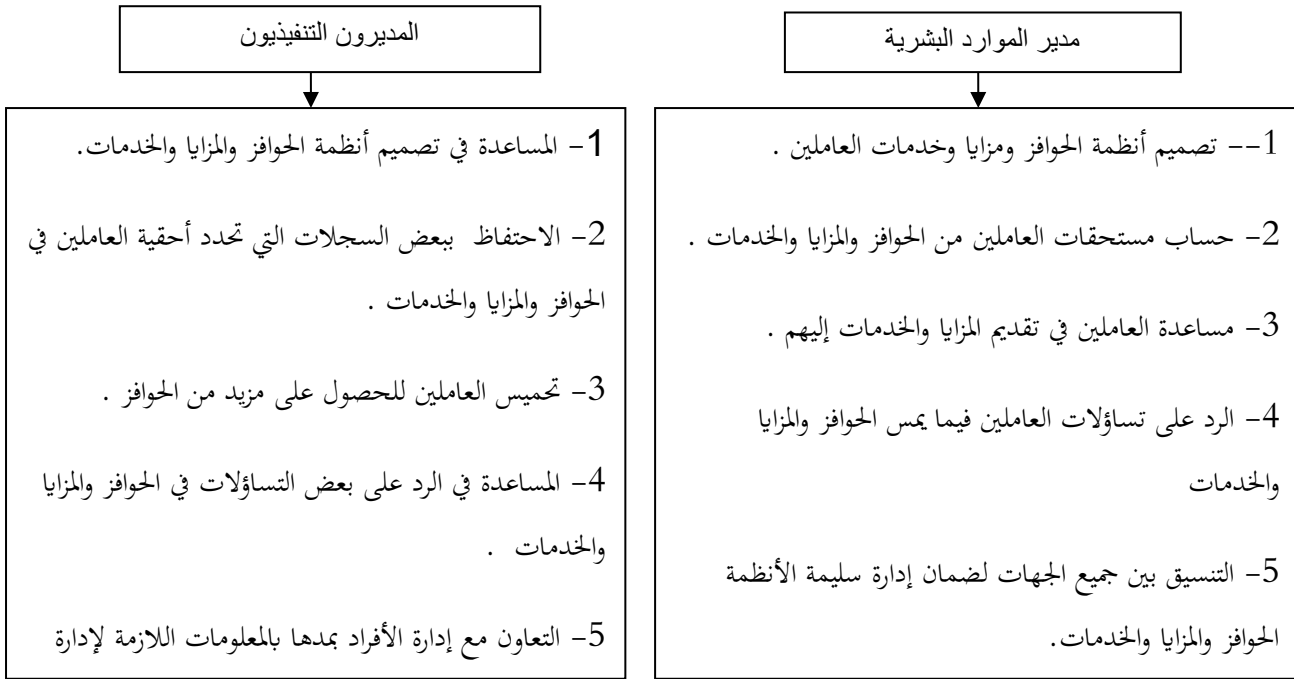 مدير الموارد البشرية
1-- تصميم أنظمة الحوافز ومزايا وخدمات العاملين .
2- حساب مستحقات العاملين من الحوافز والمزايا والخدمات .
3- مساعدة العاملين في تقديم المزايا والخدمات إليهم .
4- الرد على تساؤلات العاملين فيما يمس الحوافز والمزايا
والخدمات
5- التنسيق بين جميع الجهات لضمان إدارة سليمة الأنظمة
الحوافز والمزايا والخدمات.
المديرون التنفيذيون
1- المساعدة في تصميم أنظمة الحوافز والمزايا والخدمات.
2- الاحتفاظ ببعض السجلات التي تحدد أحقية العاملين في
الحوافز والمزايا والخدمات .
3- تحميس العاملين للحصول على مزيد من الحوافز .
4- المساعدة في الرد على بعض التساؤلات في الحوافز والمزايا
والخدمات .
5- التعاون مع إدارة الأفراد بمدها بالمعلومات اللازمة لإدارة